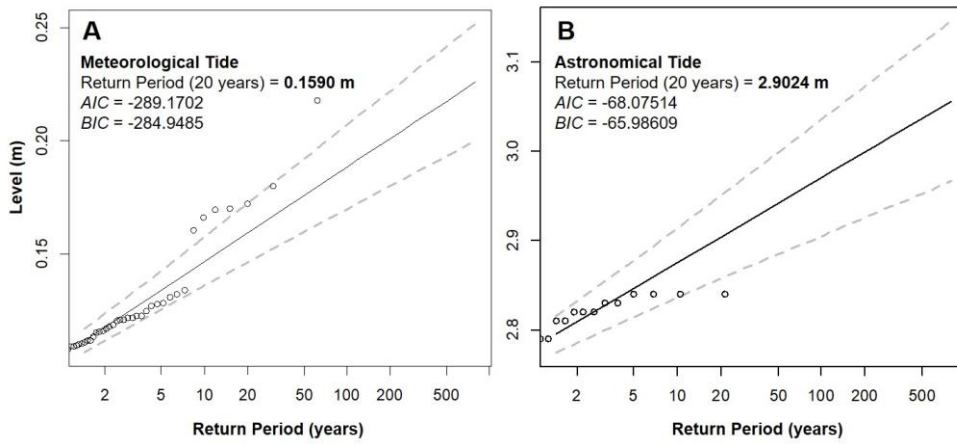 A
Meteorological Tide
Return Period (20 years) = 0.1590 m
AIC = -289.1702
BIC = -284.9485
Level (m)
0.25
0.20
0.15
2 5 10 20 50 100 200 500
Return Period (years)
B
Astronomical Tide
Return Period (20 years) = 2.9024 m
AIC = -68.07514
BIC = -65.98609
3.1
3.0
2.9
2.8
2 5 10 20 50 100 200 500
Return Period (years)